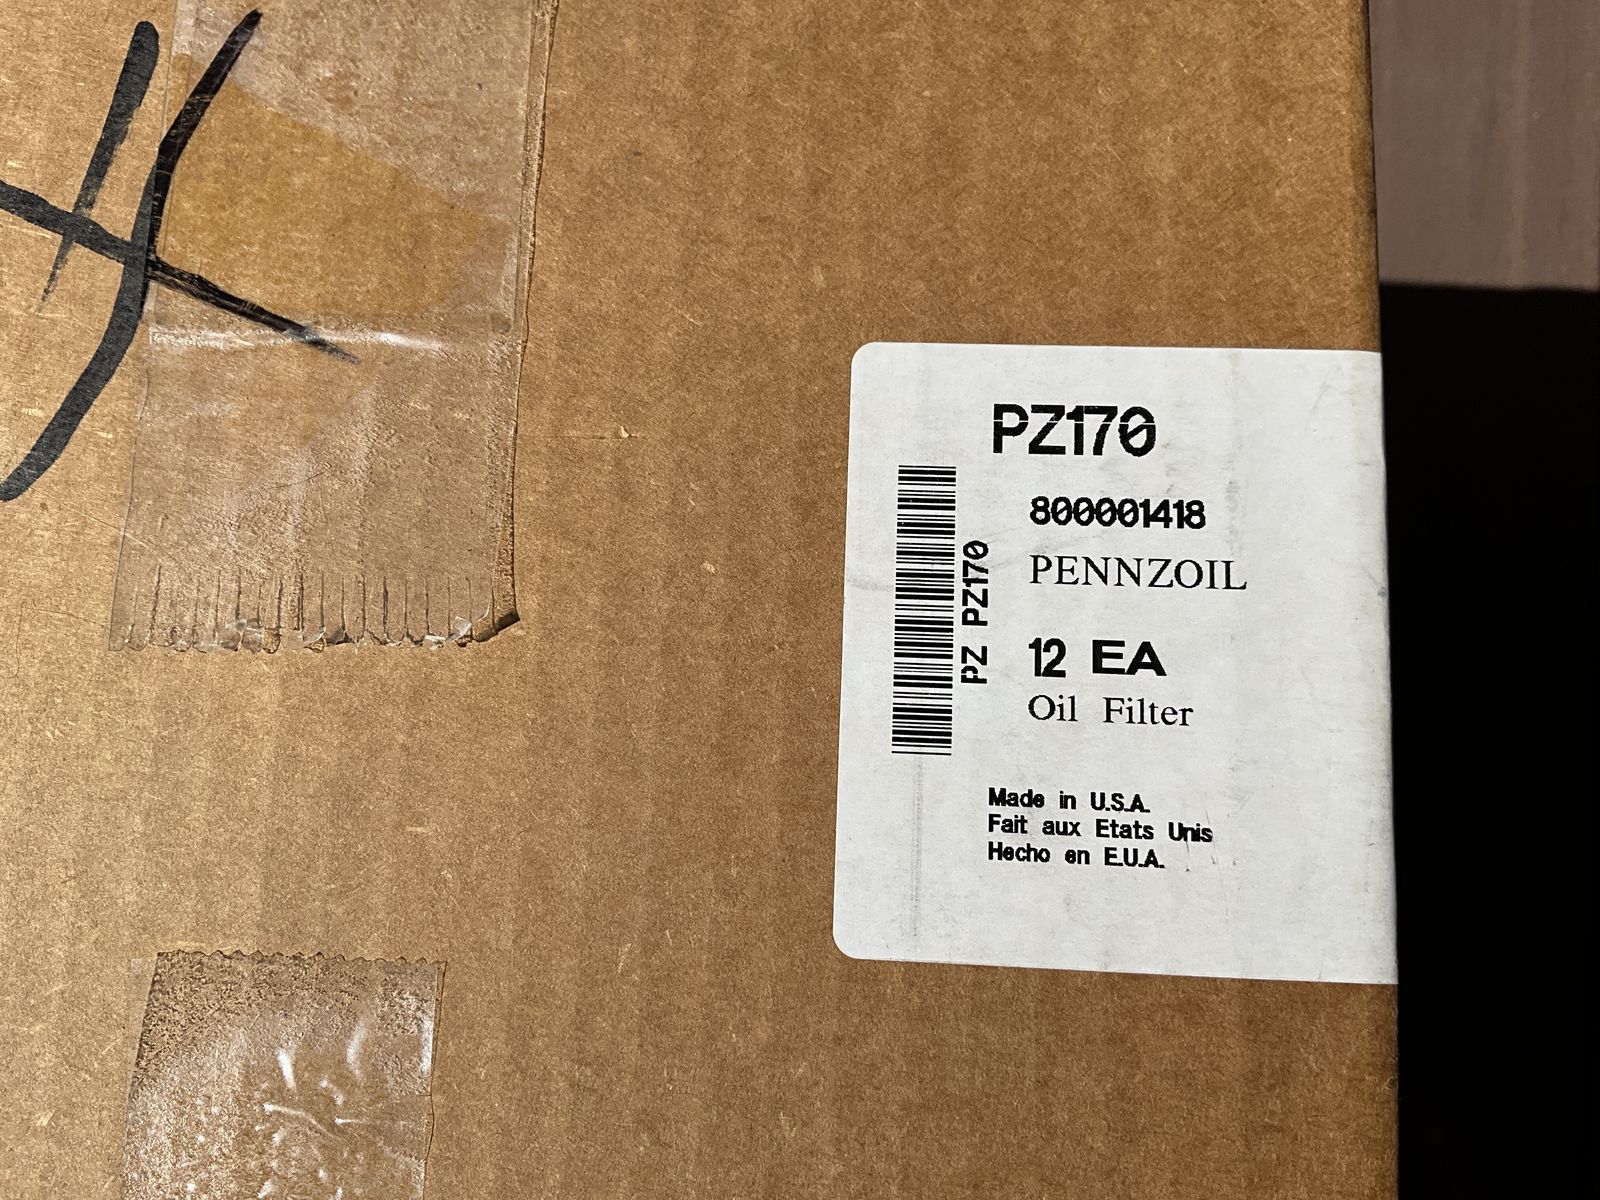 PZ170
800001418
PENNZOIL
PZ PZ170
12 EA
Oil Filter
Made in U.S.A.
Fait aux Etats Unis
Hecho en E.U.A.